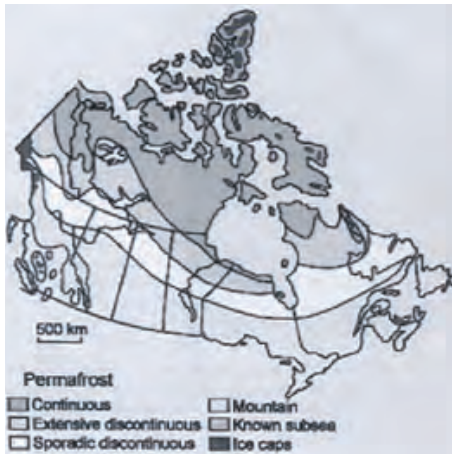 500 km
Permafrost
Continuous
Extensive discontinuous
Sporadic discontinuous
Mountain
Known subsea
Ice caps